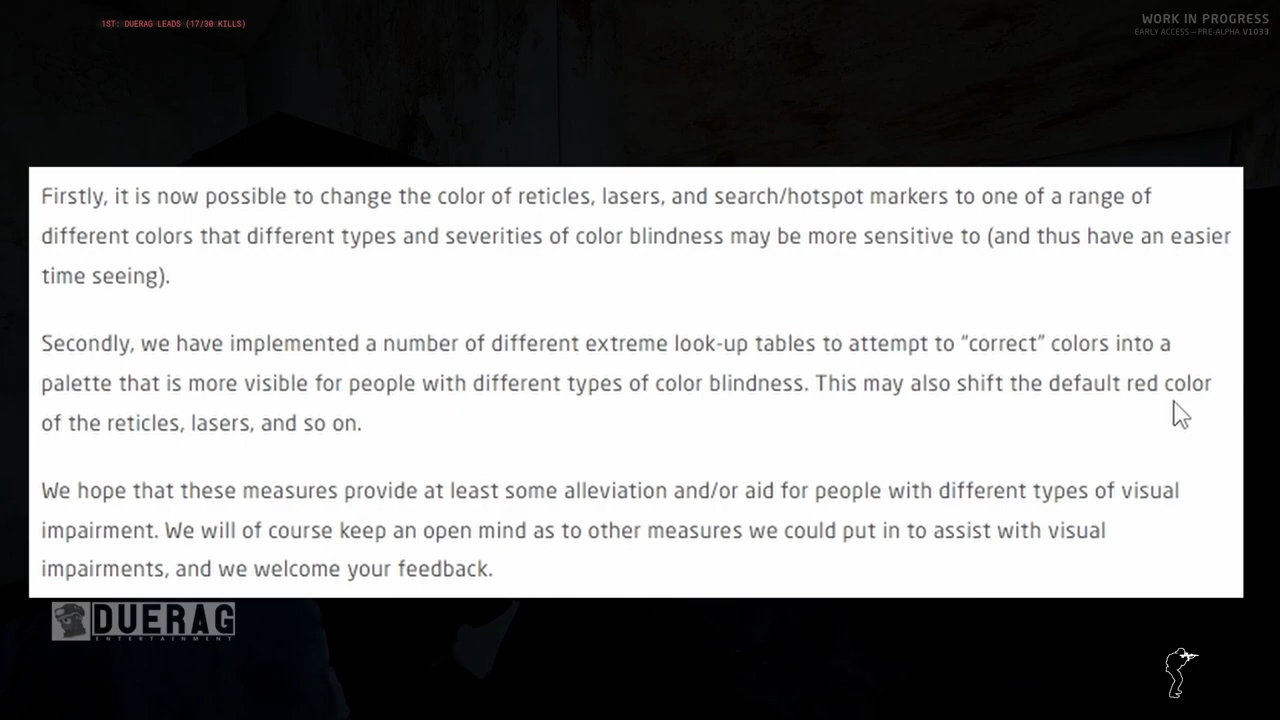 1ST: DUERAG LEADS (17/30 KILLS)
WORK IN PROGRESS
EARLY ACCESS – PRE-ALPHA V1033
Firstly, it is now possible to change the color of reticles, lasers, and search/hotspot markers to one of a range of
different colors that different types and severities of color blindness may be more sensitive to (and thus have an easier
time seeing).
Secondly, we have implemented a number of different extreme look-up tables to attempt to “correct” colors into a
palette that is more visible for people with different types of color blindness. This may also shift the default red color
of the reticles, lasers, and so on.
We hope that these measures provide at least some alleviation and/or aid for people with different types of visual
impairment. We will of course keep an open mind as to other measures we could put in to assist with visual
impairments, and we welcome your feedback.
DUERAG
ENTERTAINMENT